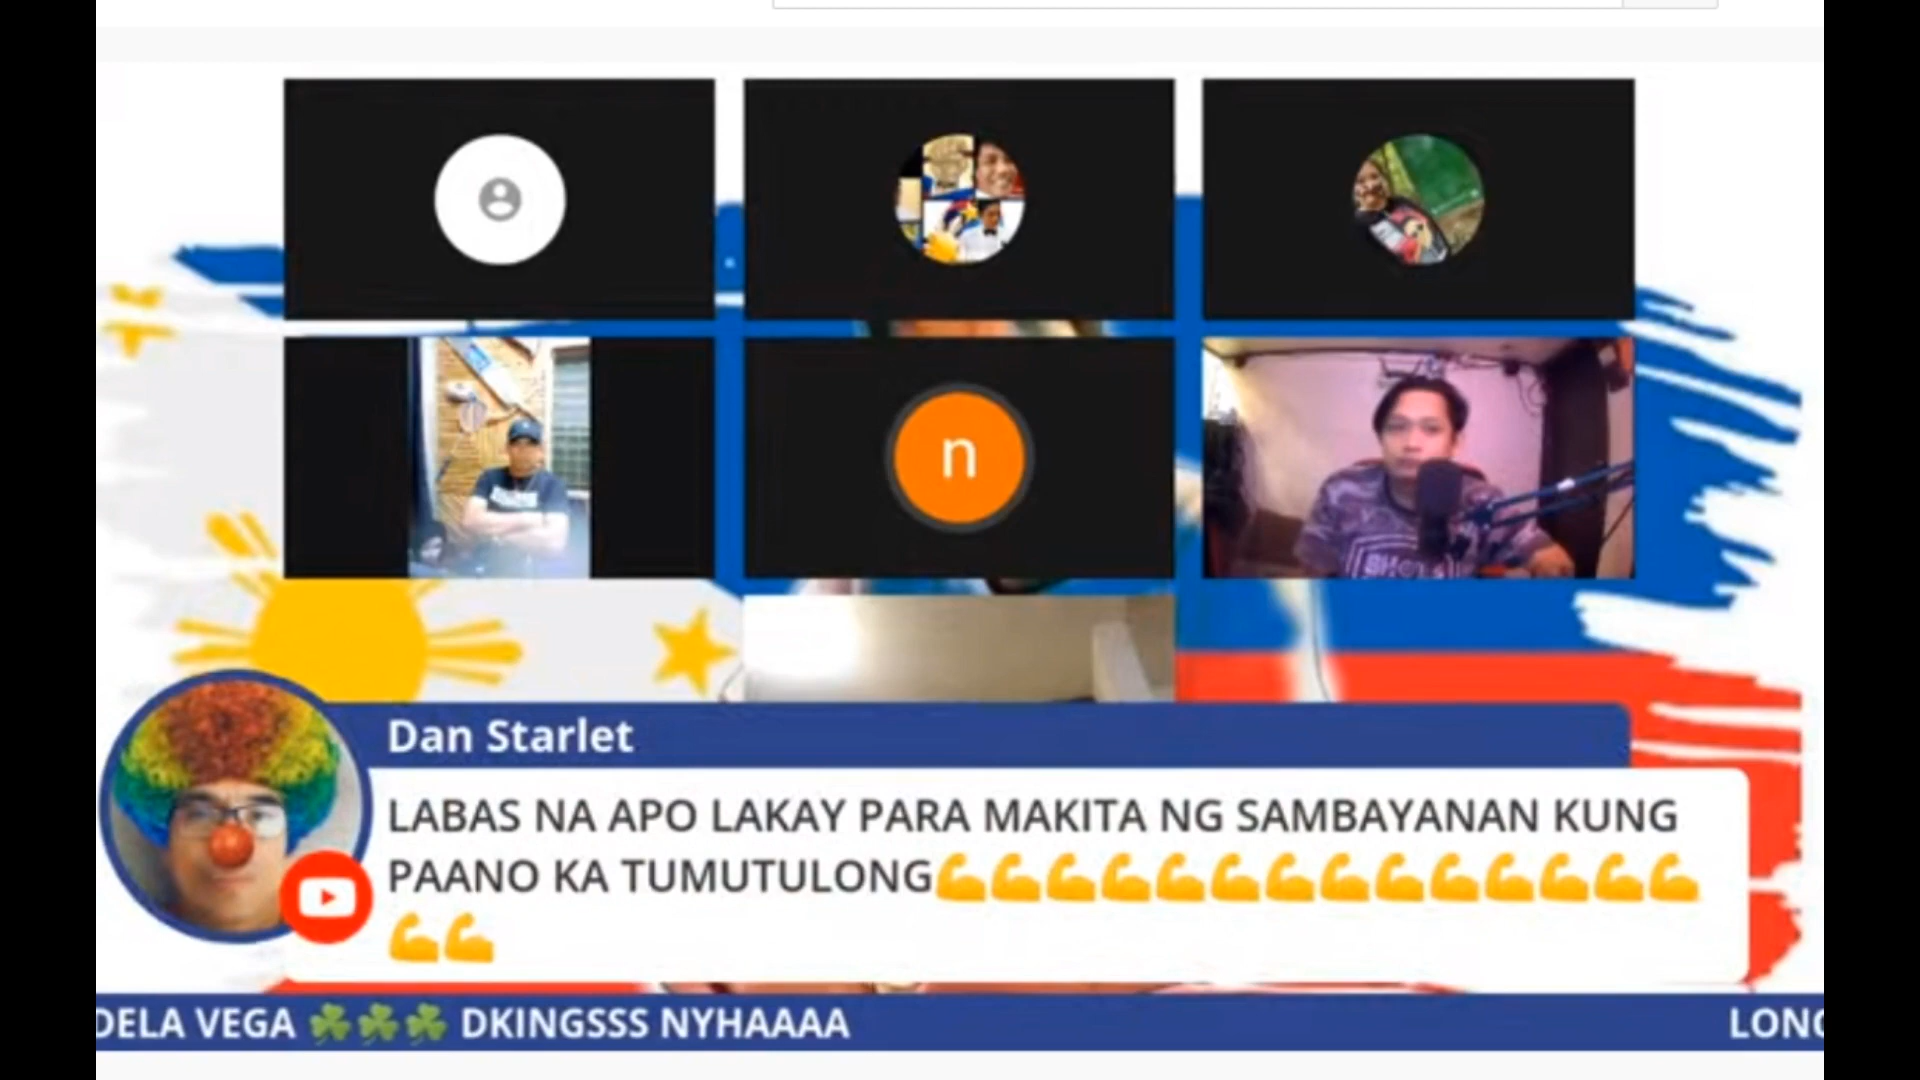 n
Dan Starlet
LABAS NA APO LAKAY PARA MAKITA NG SAMBAYANAN KUNG
PAANO KA TUMUTULONG💪💪💪💪💪💪💪💪💪💪💪💪💪💪
💪💪
DELA VEGA ☘️☘️☘️ DKINGSSS NYHAAAA